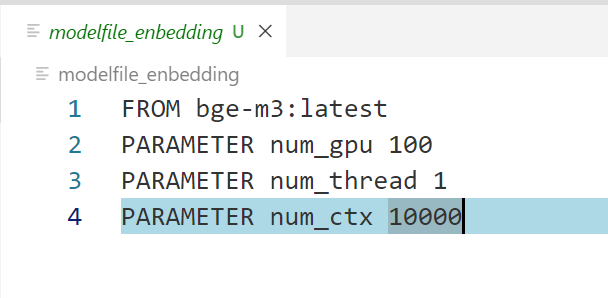 modelfile_enbedding U
modelfile_enbedding
1 FROM bge-m3:latest
2 PARAMETER num_gpu 100
3 PARAMETER num_thread 1
4 PARAMETER num_ctx 10000